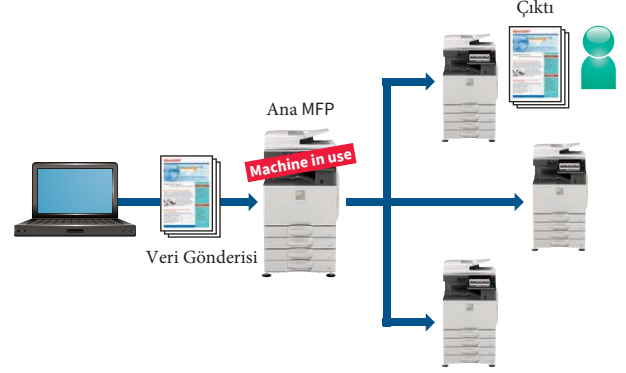 Çıktı
Ana MFP
Machine in use
Veri Gönderisi